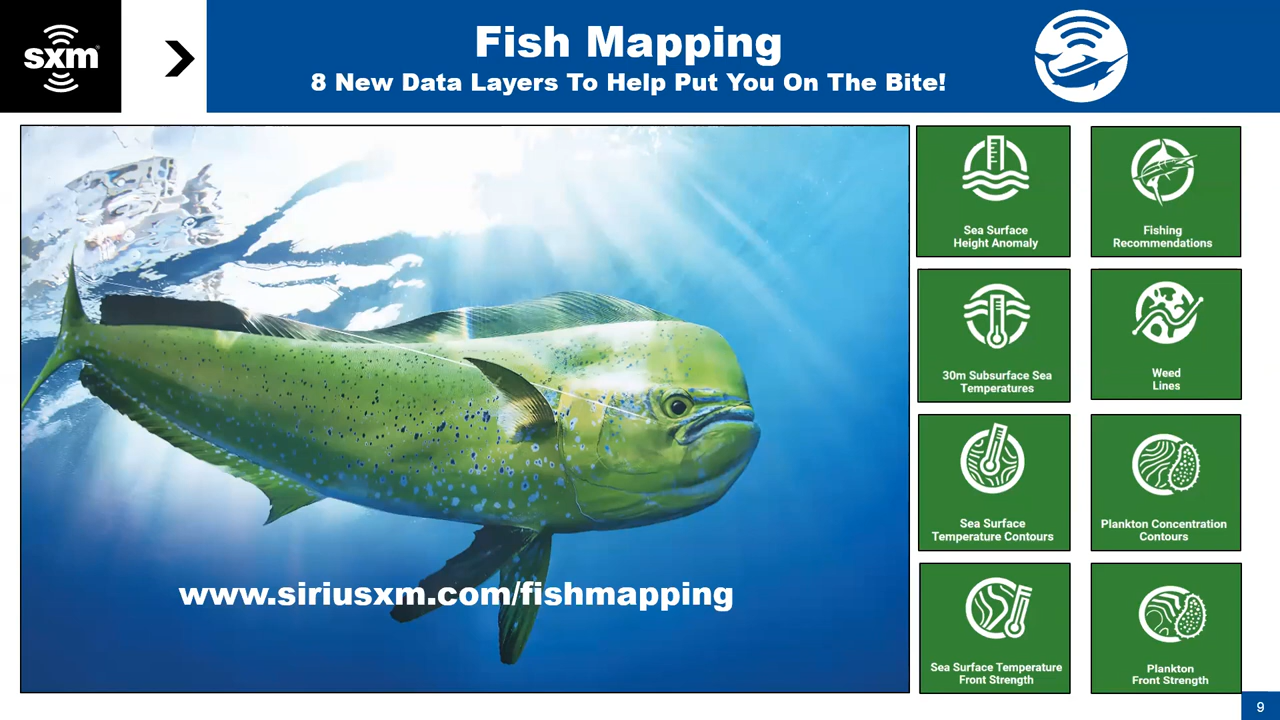 sxm
Fish Mapping
8 New Data Layers To Help Put You On The Bite!
Sea Surface
Height Anomaly
Fishing
Recommendations
30m Subsurface Sea
Temperatures
Weed
Lines
Sea Surface
Temperature Contours
Plankton Concentration
Contours
Sea Surface Temperature
Front Strength
Plankton
Front Strength
www.siriusxm.com/fishmapping
9